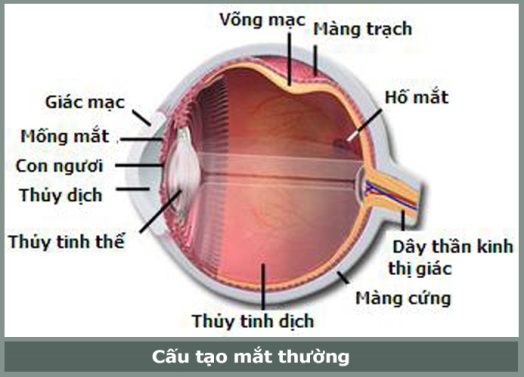 Võng mạc
Màng trạch
Giác mạc
Hố mắt
Mống mắt
Con ngươi
Thủy dịch
Thủy tinh thể
Dây thần kinh
thị giác
Màng cứng
Thủy tinh dịch
Cấu tạo mắt thường